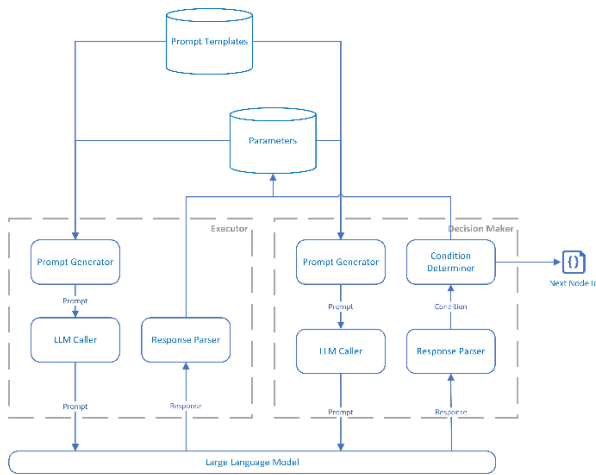 Prompt Templates
Parameters
Executor
Decision Maker
Prompt Generator
Prompt Generator
Condition
Determiner
Next Node Id
Prompt
Prompt
Condition
LLM Caller
Response Parser
LLM Caller
Response Parser
Prompt
Response
Prompt
Response
Large Language Model